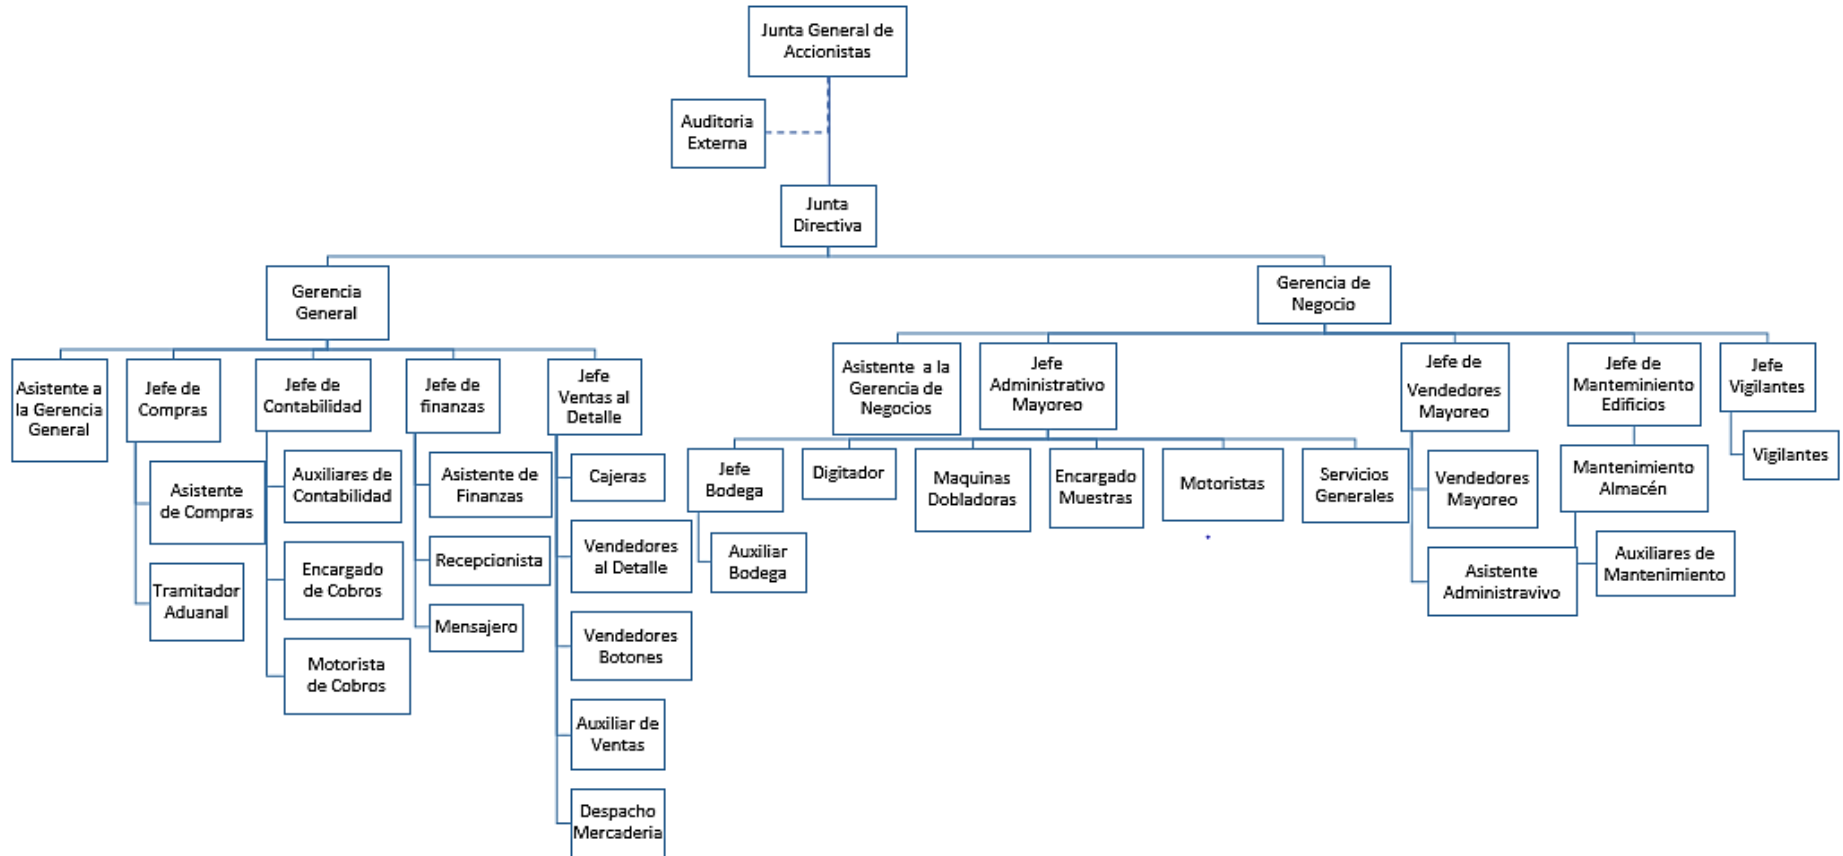 Junta General de
Accionistas
Auditoria
Externa
Junta
Directiva
Gerencia
General
Gerencia de
Negocio
Asistente a
la Gerencia
General
Jefe de
Compras
Jefe de
Contabilidad
Jefe de
finanzas
Jefe
Ventas al
Detalle
Asistente a la
Gerencia de
Negocios
Jefe
Administrativo
Mayoreo
Jefe de
Vendedores
Mayoreo
Jefe de
Manteminiento
Edificios
Jefe
Vigilantes
Asistente
de Compras
Tramitador
Aduanal
Auxiliares de
Contabilidad
Encargado
de Cobros
Motorista
de Cobros
Asistente de
Finanzas
Recepcionista
Mensajero
Cajeras
Vendedores
al Detalle
Vendedores
Botones
Auxiliar de
Ventas
Despacho
Mercaderia
Jefe
Bodega
Auxiliar
Bodega
Digitador
Maquinas
Dobladoras
Encargado
Muestras
Motoristas
Servicios
Generales
Vendedores
Mayoreo
Asistente
Administravivo
Mantenimiento
Almacén
Auxiliares de
Mantenimiento
Vigilantes